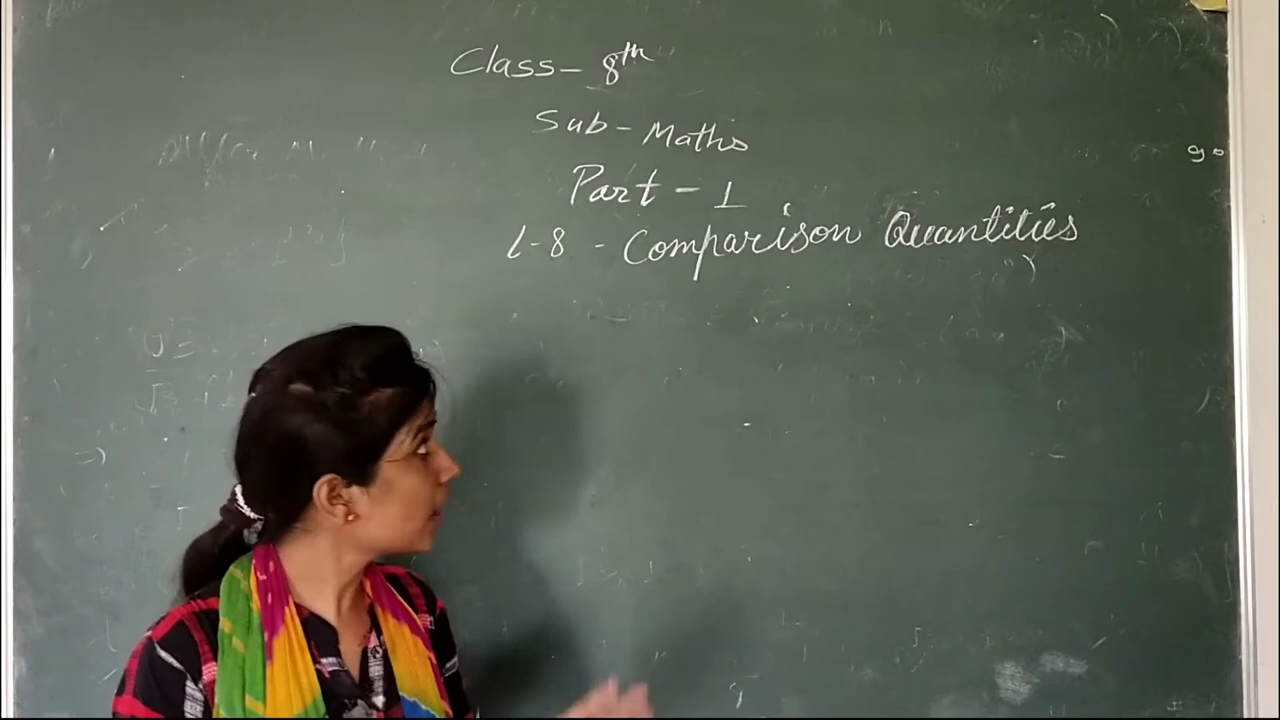 Class - 8th
Sub - Maths
Part - 1
L-8 - Comparison Quantities